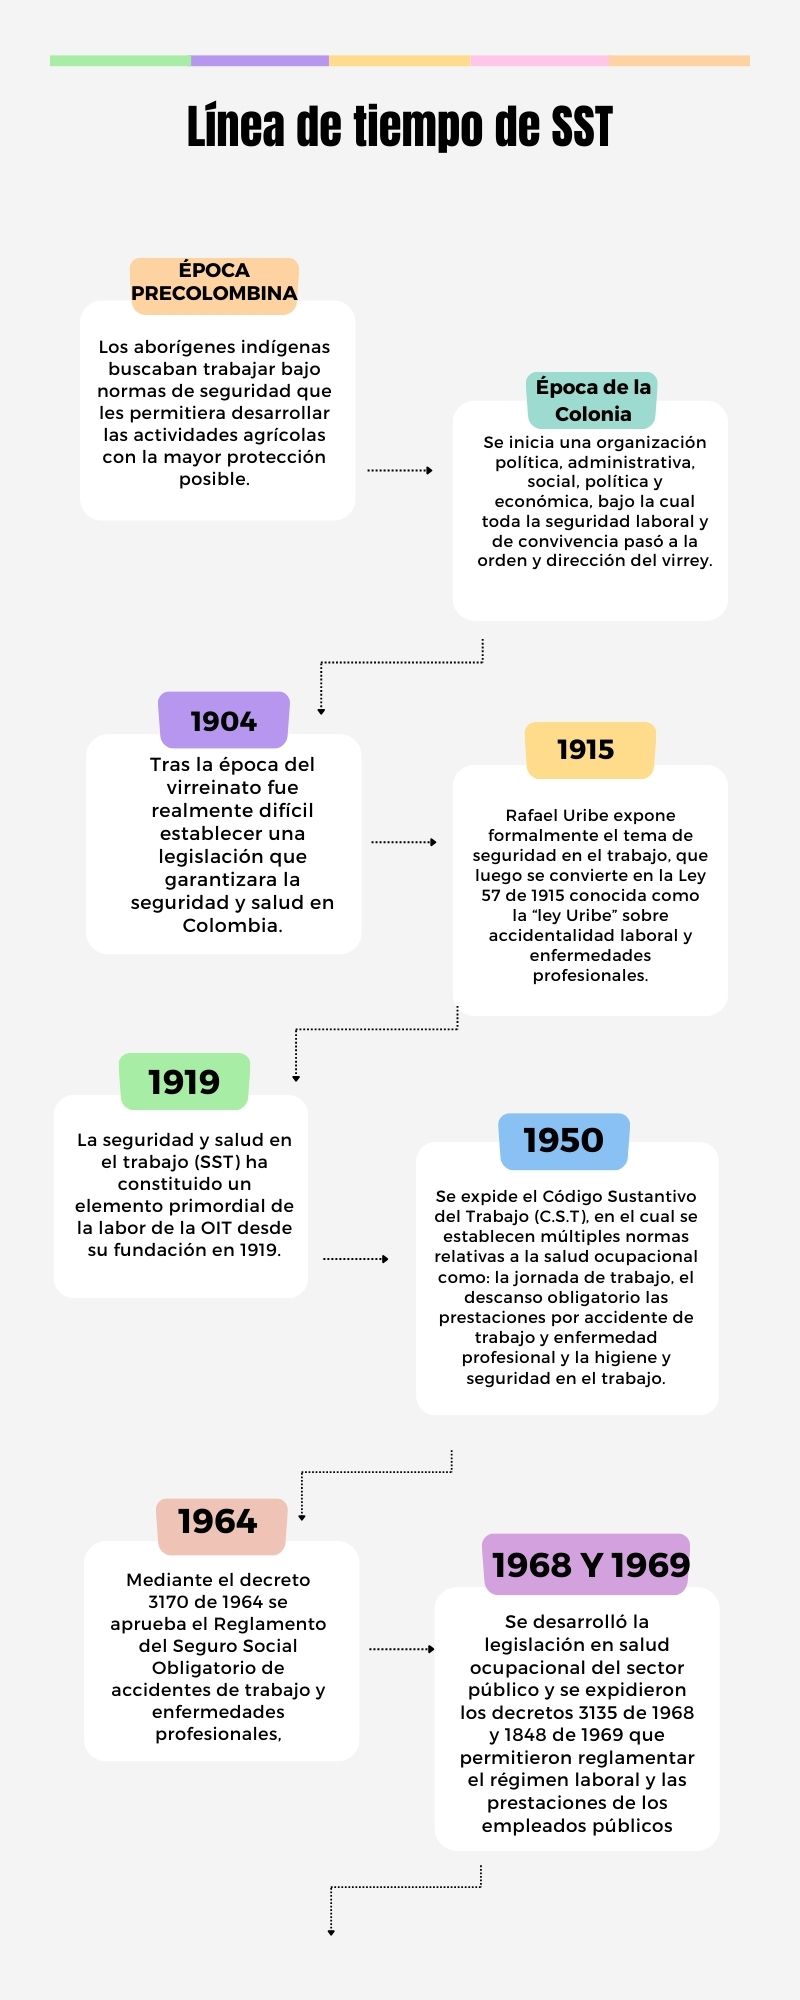 Línea de tiempo de SST
ÉPOCA
PRECOLOMBINA
Los aborígenes indígenas
buscaban trabajar bajo
normas de seguridad que
les permitiera desarrollar
las actividades agrícolas
con la mayor protección
posible.
Época de la
Colonia
Se inicia una organización
política, administrativa,
social, política y
económica, bajo la cual
toda la seguridad laboral y
de convivencia pasó a la
orden y dirección del virrey.
1904
Tras la época del
virreinato fue
realmente difícil
establecer una
legislación que
garantizara la
seguridad y salud en
Colombia.
1915
Rafael Uribe expone
formalmente el tema de
seguridad en el trabajo, que
luego se convierte en la Ley
57 de 1915 conocida como
la “ley Uribe” sobre
accidentalidad laboral y
enfermedades
profesionales.
1919
La seguridad y salud en
el trabajo (SST) ha
constituido un
elemento primordial de
la labor de la OIT desde
su fundación en 1919.
1950
Se expide el Código Sustantivo
del Trabajo (C.S.T), en el cual se
establecen múltiples normas
relativas a la salud ocupacional
como: la jornada de trabajo, el
descanso obligatorio las
prestaciones por accidente de
trabajo y enfermedad
profesional y la higiene y
seguridad en el trabajo.
1964
Mediante el decreto
3170 de 1964 se
aprueba el Reglamento
del Seguro Social
Obligatorio de
accidentes de trabajo y
enfermedades
profesionales,
1968 Y 1969
Se desarrolló la
legislación en salud
ocupacional del sector
público y se expidieron
los decretos 3135 de 1968
y 1848 de 1969 que
permitieron reglamentar
el régimen laboral y las
prestaciones de los
empleados públicos